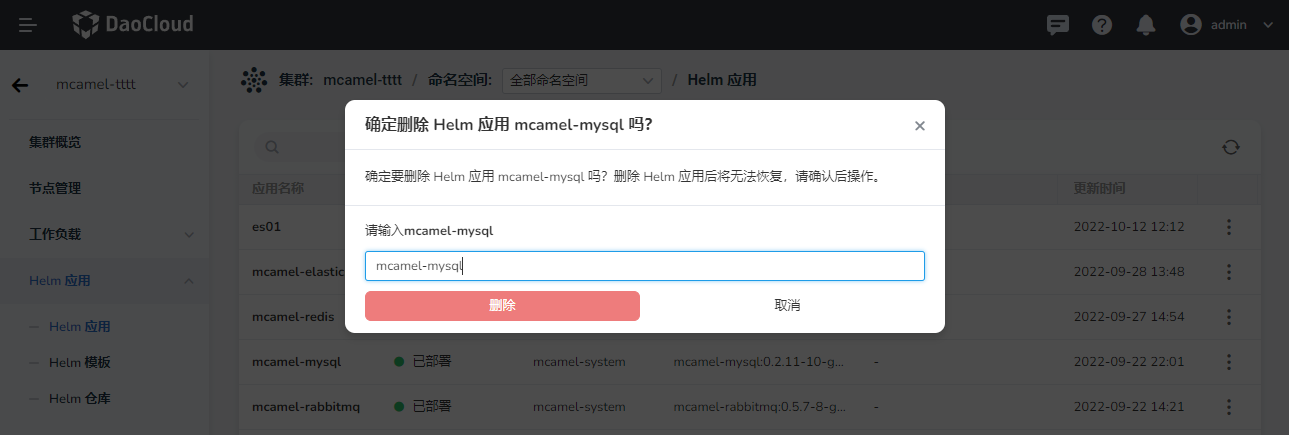 DaoCloud
admin
mcamel-tttt
集群: mcamel-tttt / 命名空间: 全部命名空间 / Helm 应用
集群概览
节点管理
工作负载
Helm 应用
Helm 应用
Helm 模板
Helm 仓库
确定删除 Helm 应用 mcamel-mysql 吗?
确定要删除 Helm 应用 mcamel-mysql 吗? 删除 Helm 应用后将无法恢复，请确认后操作。
请输入mcamel-mysql
mcamel-mysql
删除 取消
应用名称 更新时间
es01 2022-10-12 12:12
mcamel-elastic 2022-09-28 13:48
mcamel-redis 2022-09-27 14:54
mcamel-mysql 已部署 mcamel-system mcamel-mysql:0.2.11-10-g... - 2022-09-22 22:01
mcamel-rabbitmq 已部署 mcamel-system mcamel-rabbitmq:0.5.7-8-g... - 2022-09-22 14:21